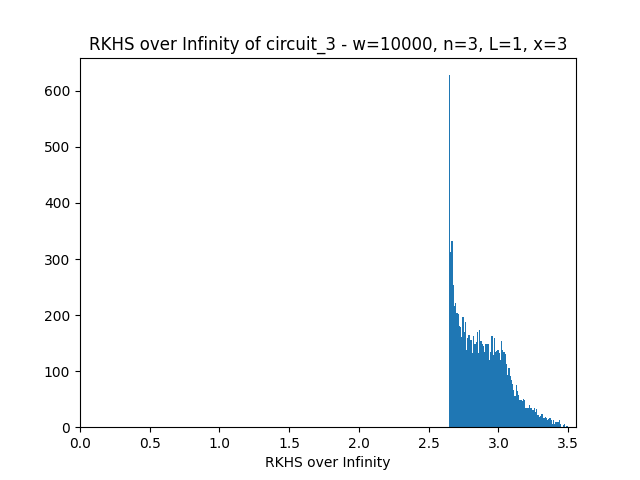 RKHS over Infinity of circuit_3 - w=10000, n=3, L=1, x=3
600
500
400
300
200
100
0
0.0 0.5 1.0 1.5 2.0 2.5 3.0 3.5
RKHS over Infinity